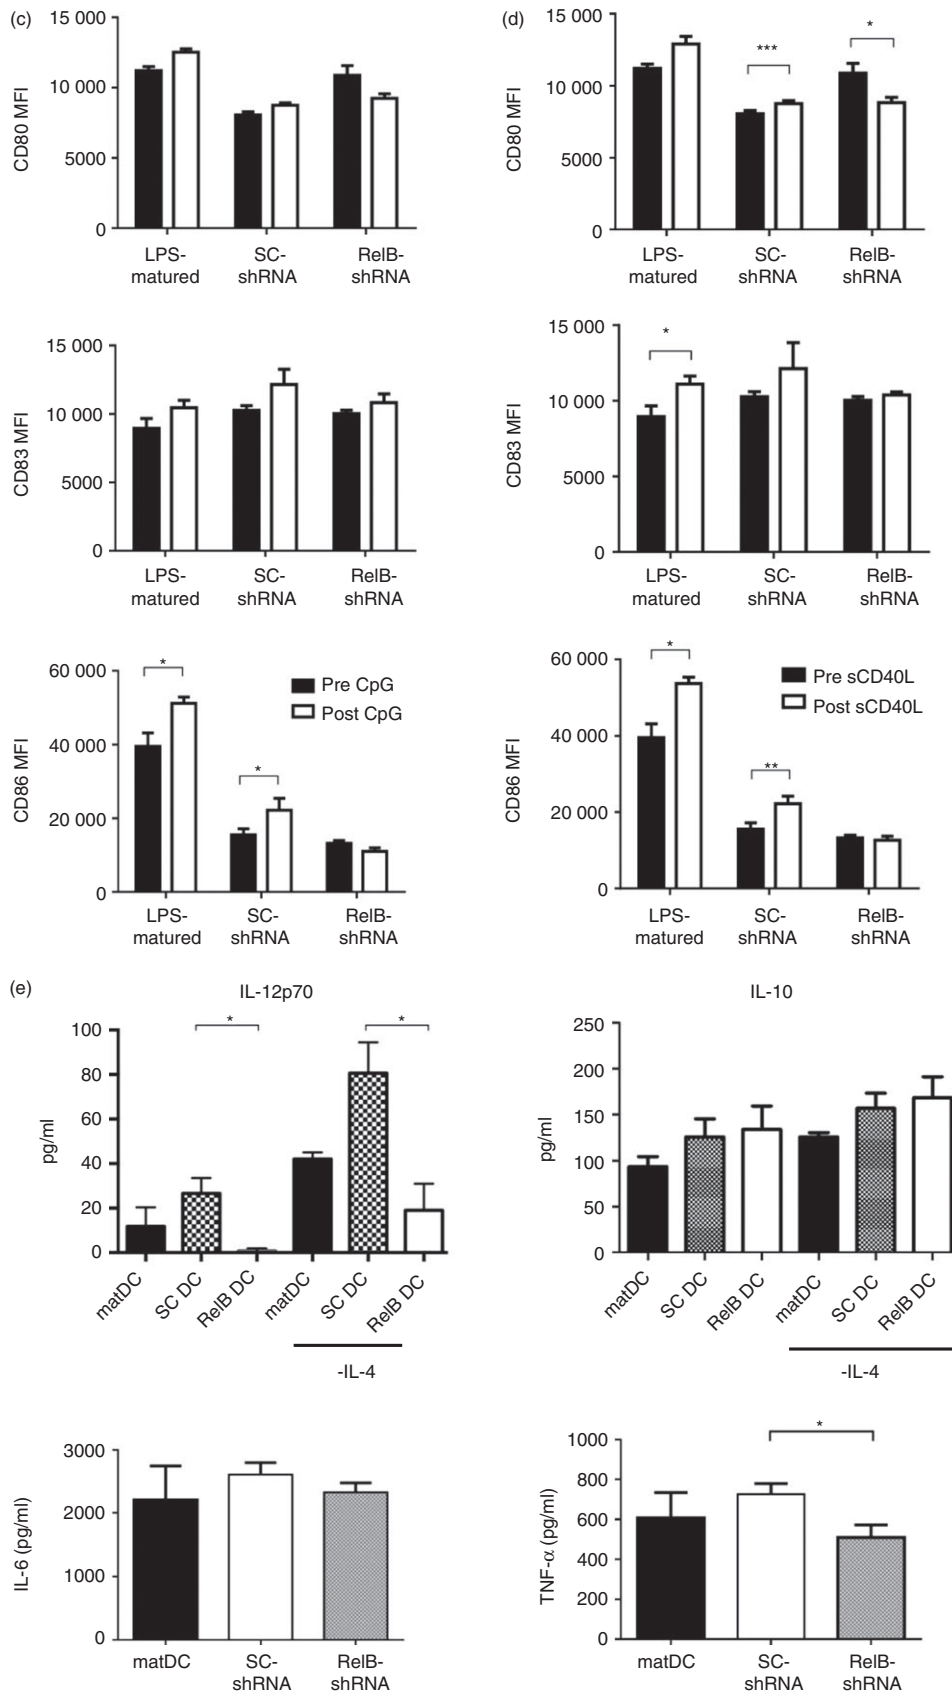 (c)
15 000
10 000
5000
0
CD80 MFI
LPS-
matured
SC-
shRNA
RelB-
shRNA
(d)
15 000
10 000
5000
0
CD80 MFI
***
*
LPS-
matured
SC-
shRNA
RelB-
shRNA
15 000
10 000
5000
0
CD83 MFI
LPS-
matured
SC-
shRNA
RelB-
shRNA
15 000
10 000
5000
0
CD83 MFI
*
LPS-
matured
SC-
shRNA
RelB-
shRNA
60 000
40 000
20 000
0
CD86 MFI
*
*
Pre CpG
Post CpG
LPS-
matured
SC-
shRNA
RelB-
shRNA
60 000
40 000
20 000
0
CD86 MFI
*
**
Pre sCD40L
Post sCD40L
LPS-
matured
SC-
shRNA
RelB-
shRNA
(e)
IL-12p70
100
80
60
40
20
0
pg/ml
*
*
matDC
SC DC
RelB DC
matDC
SC DC
RelB DC
-IL-4
IL-10
250
200
150
100
50
0
pg/ml
matDC
SC DC
RelB DC
matDC
SC DC
RelB DC
-IL-4
3000
2000
1000
0
IL-6 (pg/ml)
matDC
SC-
shRNA
RelB-
shRNA
1000
800
600
400
200
0
TNF-α (pg/ml)
*
matDC
SC-
shRNA
RelB-
shRNA